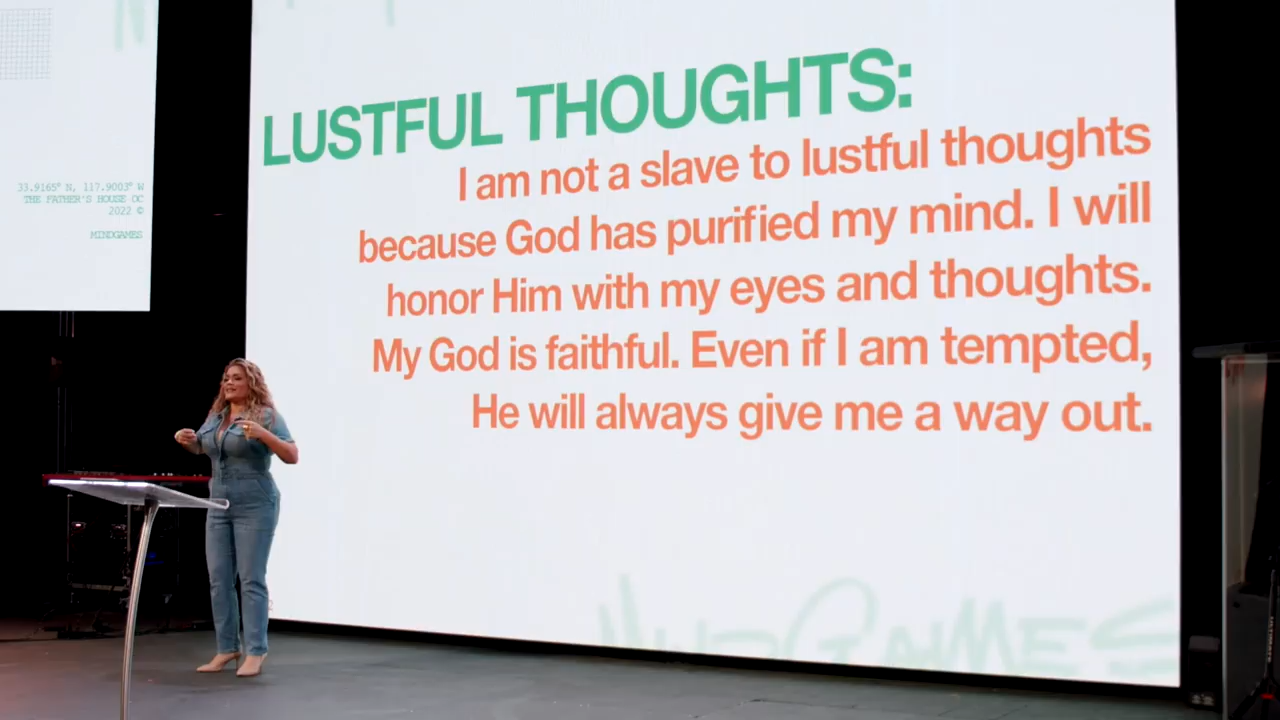 33.9165° N, 117.9003° W
THE FATHER'S HOUSE OC
2022 ©
MINDGAMES
LUSTFUL THOUGHTS:
I am not a slave to lustful thoughts
because God has purified my mind. I will
honor Him with my eyes and thoughts.
My God is faithful. Even if I am tempted,
He will always give me a way out.
MINDGAMES